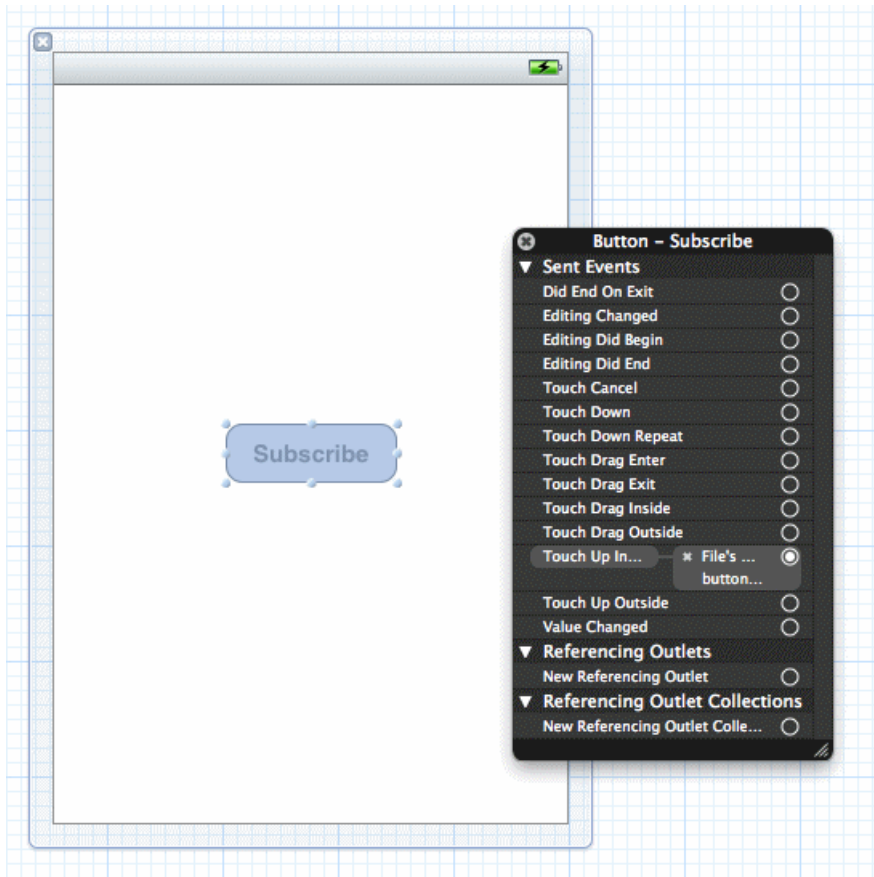 Subscribe
Button – Subscribe
Sent Events
Did End On Exit
Editing Changed
Editing Did Begin
Editing Did End
Touch Cancel
Touch Down
Touch Down Repeat
Touch Drag Enter
Touch Drag Exit
Touch Drag Inside
Touch Drag Outside
Touch Up In... File's ...
button...
Touch Up Outside
Value Changed
Referencing Outlets
New Referencing Outlet
Referencing Outlet Collections
New Referencing Outlet Colle...